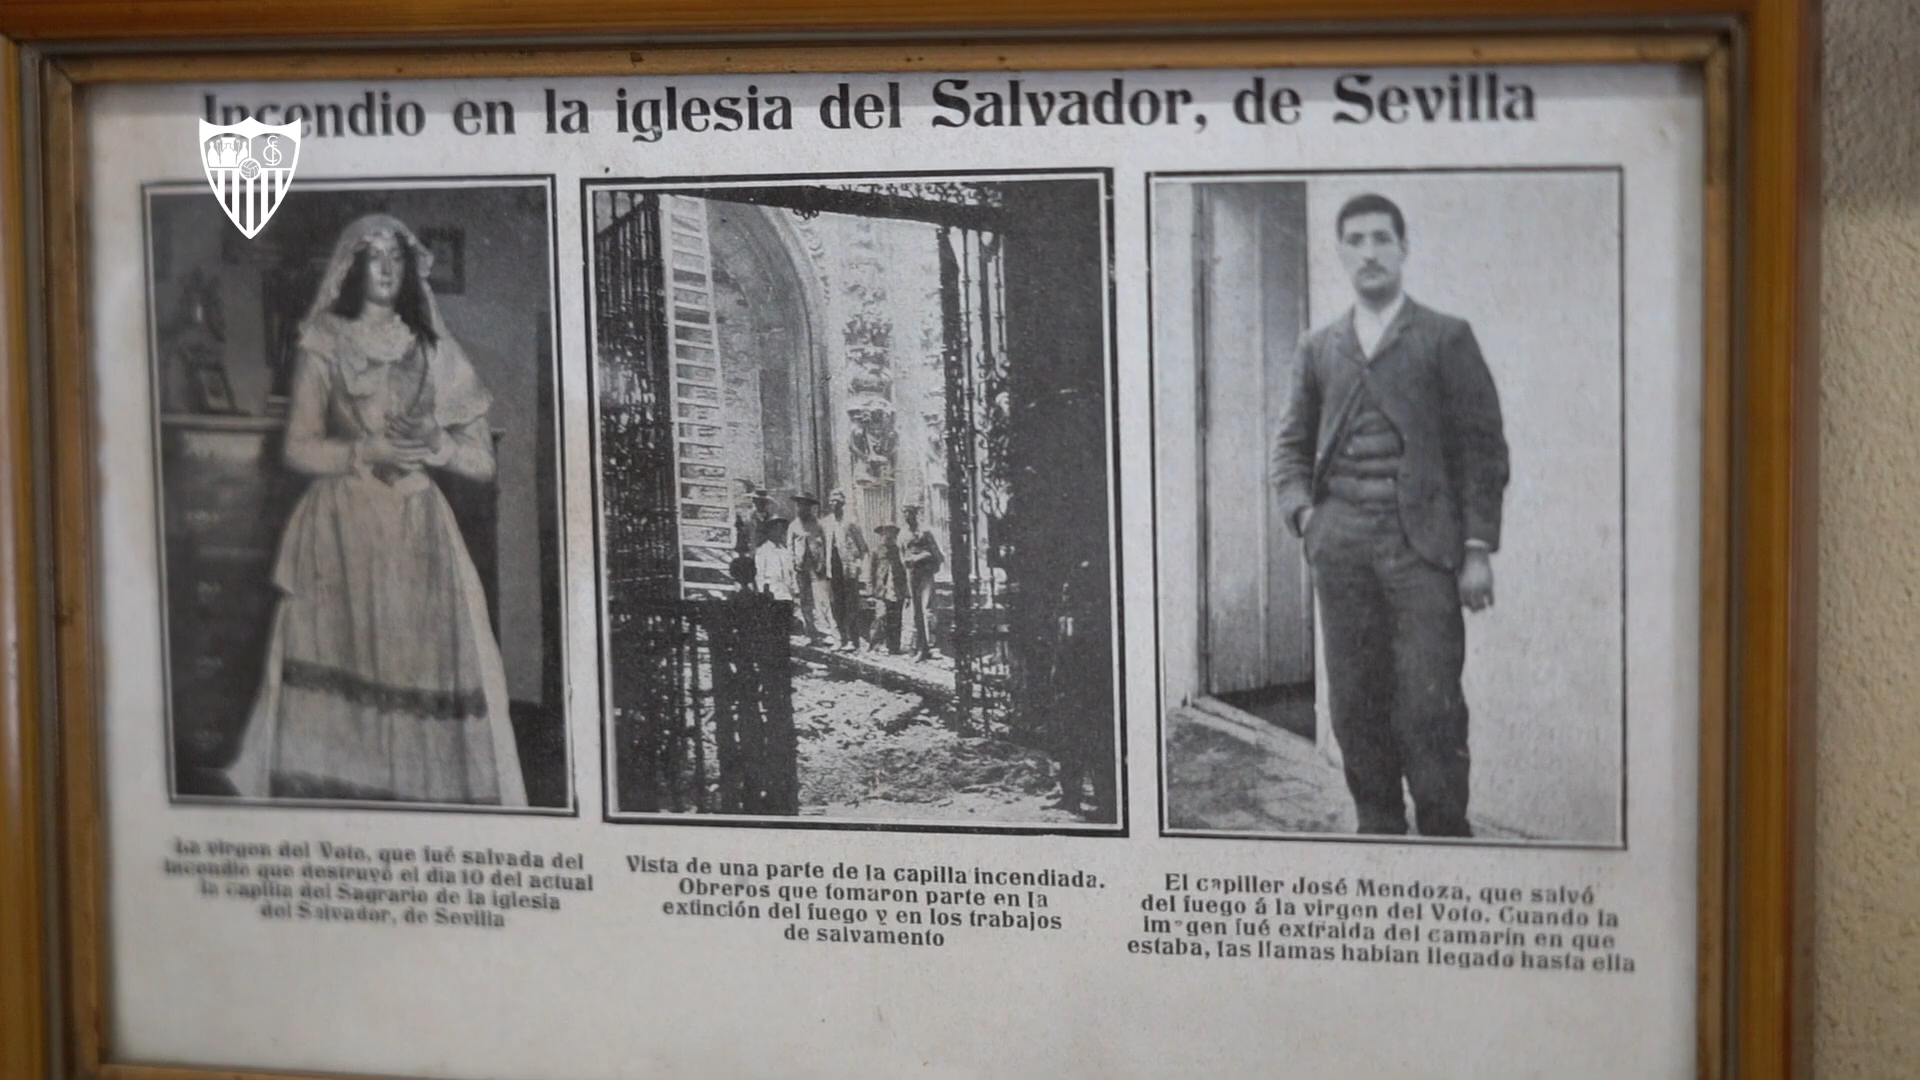 Incendio en la iglesia del Salvador, de Sevilla
La virgen del Voto, que fué salvada del
incendio que destruyó el dia 10 del actual
la capilla del Sagrario de la iglesia
del Salvador, de Sevilla
Vista de una parte de la capilla incendiada.
Obreros que tomaron parte en la
extinción del fuego y en los trabajos
de salvamento
El capiller José Mendoza, que salvó
del fuego á la virgen del Voto. Cuando la
imagen fué extraida del camarín en que
estaba, las llamas habían llegado hasta ella